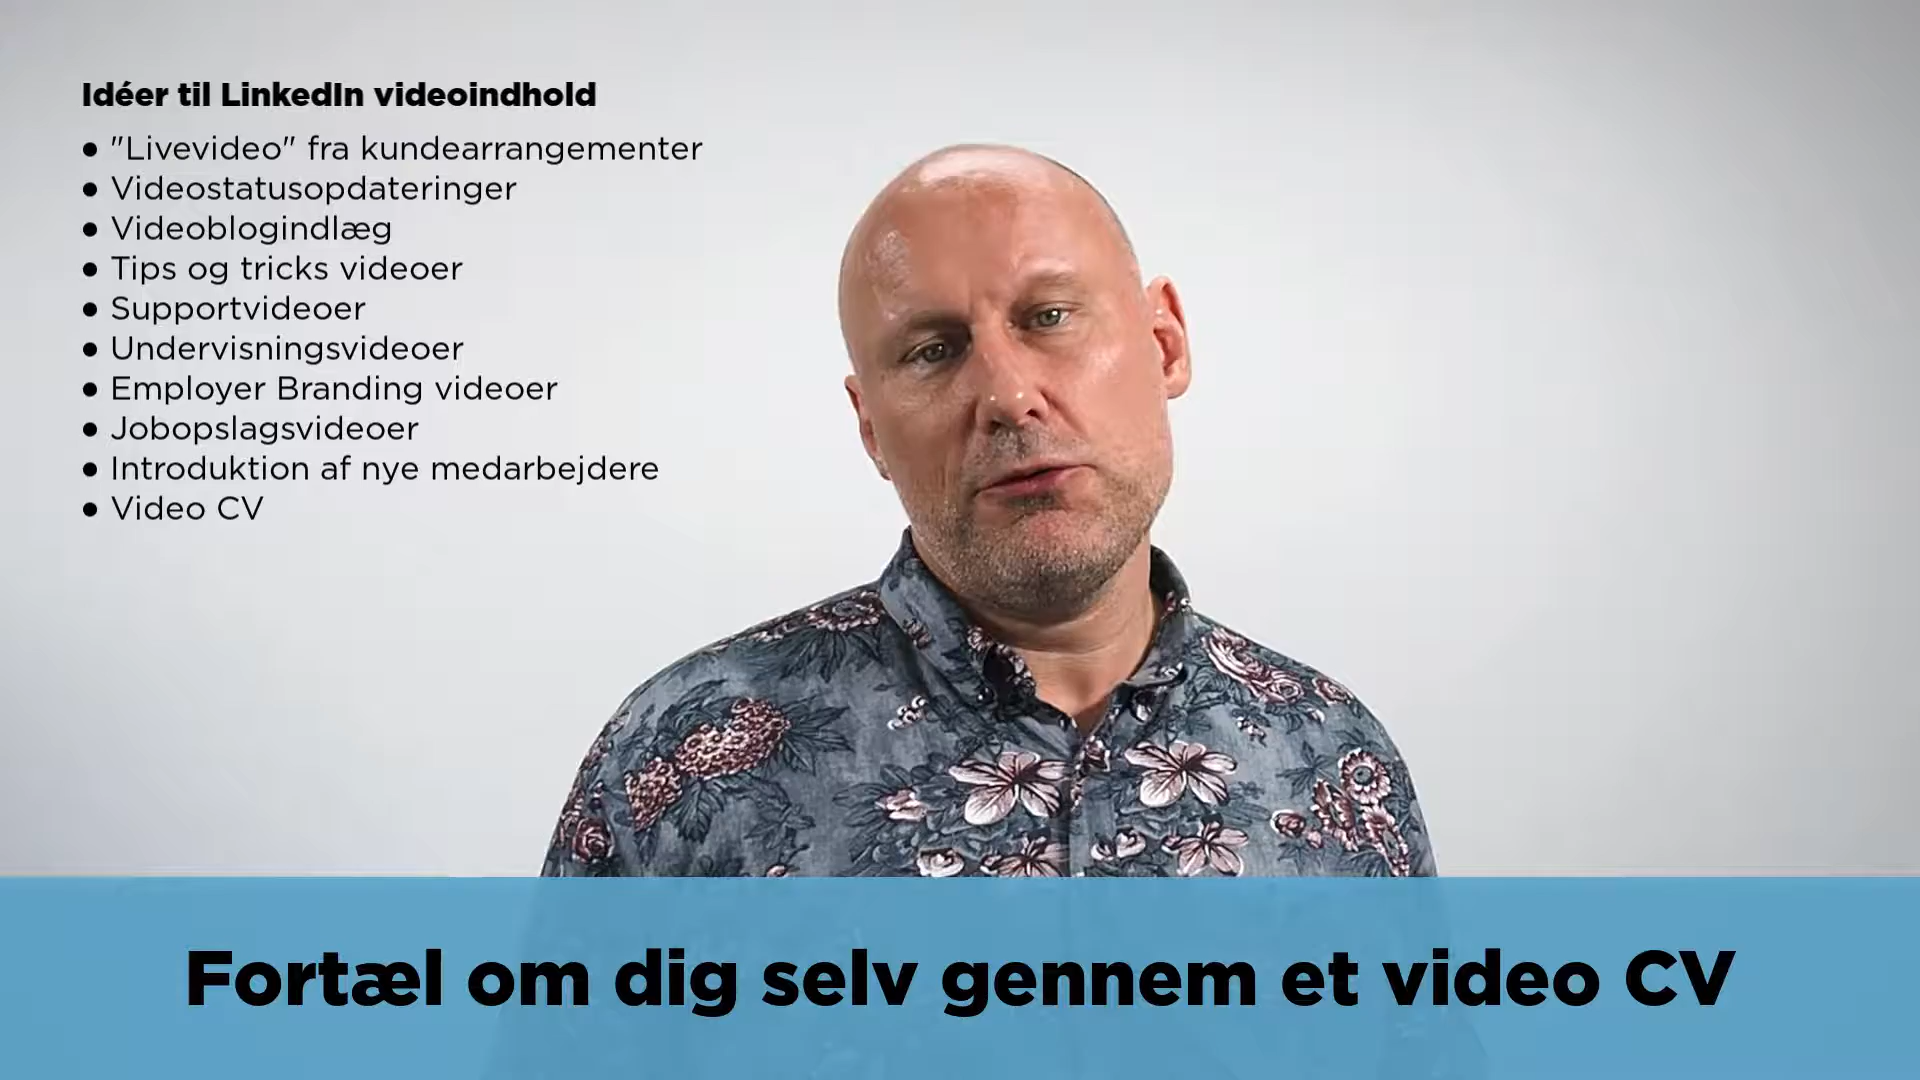 Idéer til LinkedIn videoindhold
● "Livevideo" fra kundearrangementer
● Videostatusopdateringer
● Videoblogindlæg
● Tips og tricks videoer
● Supportvideoer
● Undervisningsvideoer
● Employer Branding videoer
● Jobopslagsvideoer
● Introduktion af nye medarbejdere
● Video CV
Fortæl om dig selv gennem et video CV